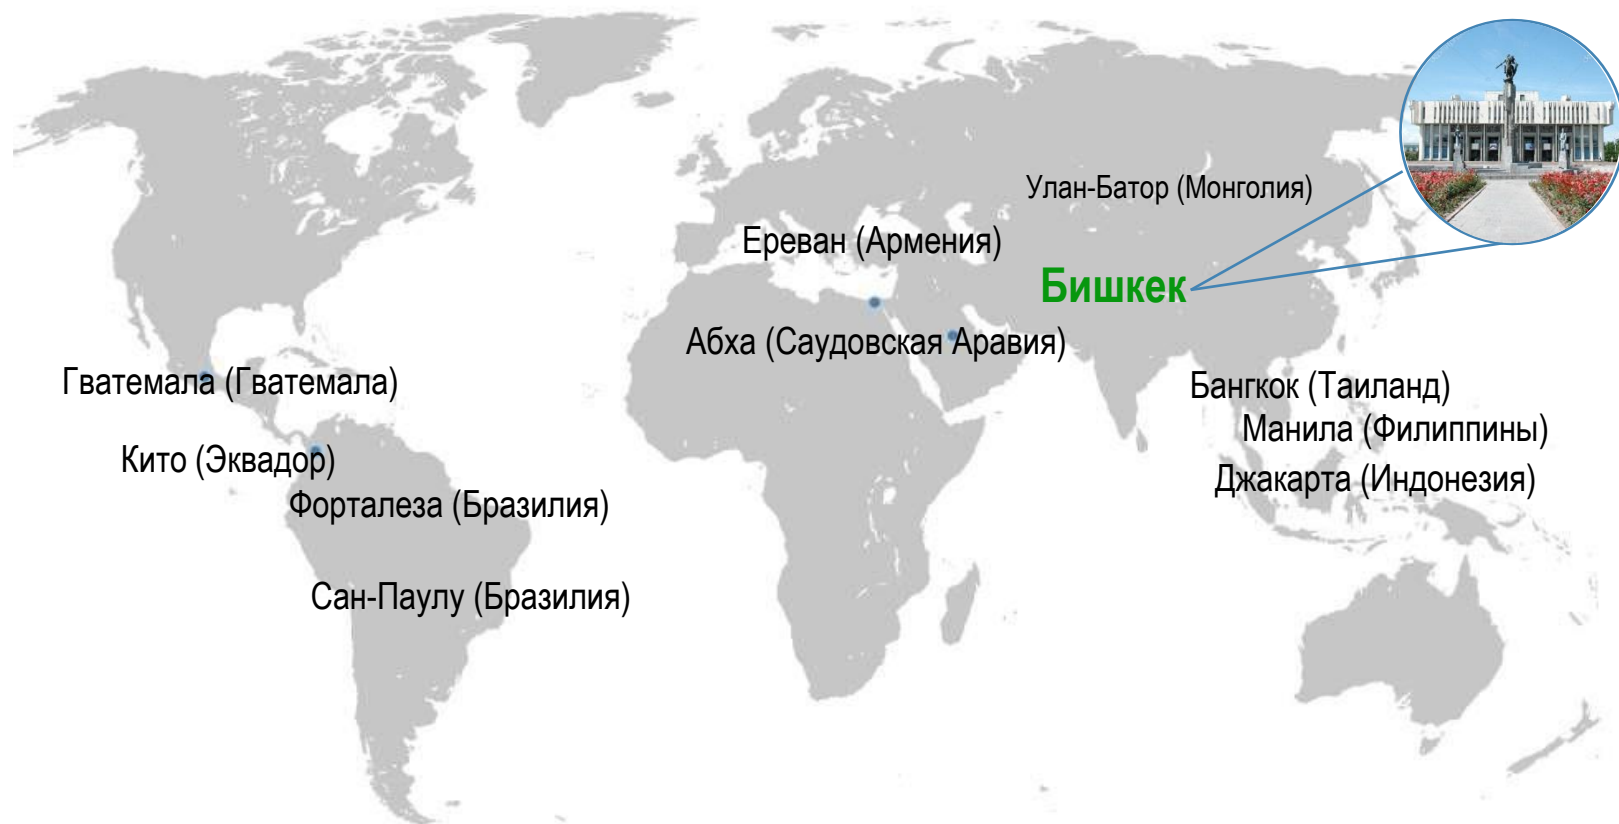 Улан-Батор (Монголия)
Ереван (Армения)
Бишкек
Абха (Саудовская Аравия)
Гватемала (Гватемала)
Бангкок (Таиланд)
Манила (Филиппины)
Кито (Эквадор)
Джакарта (Индонезия)
Форталеза (Бразилия)
Сан-Паулу (Бразилия)